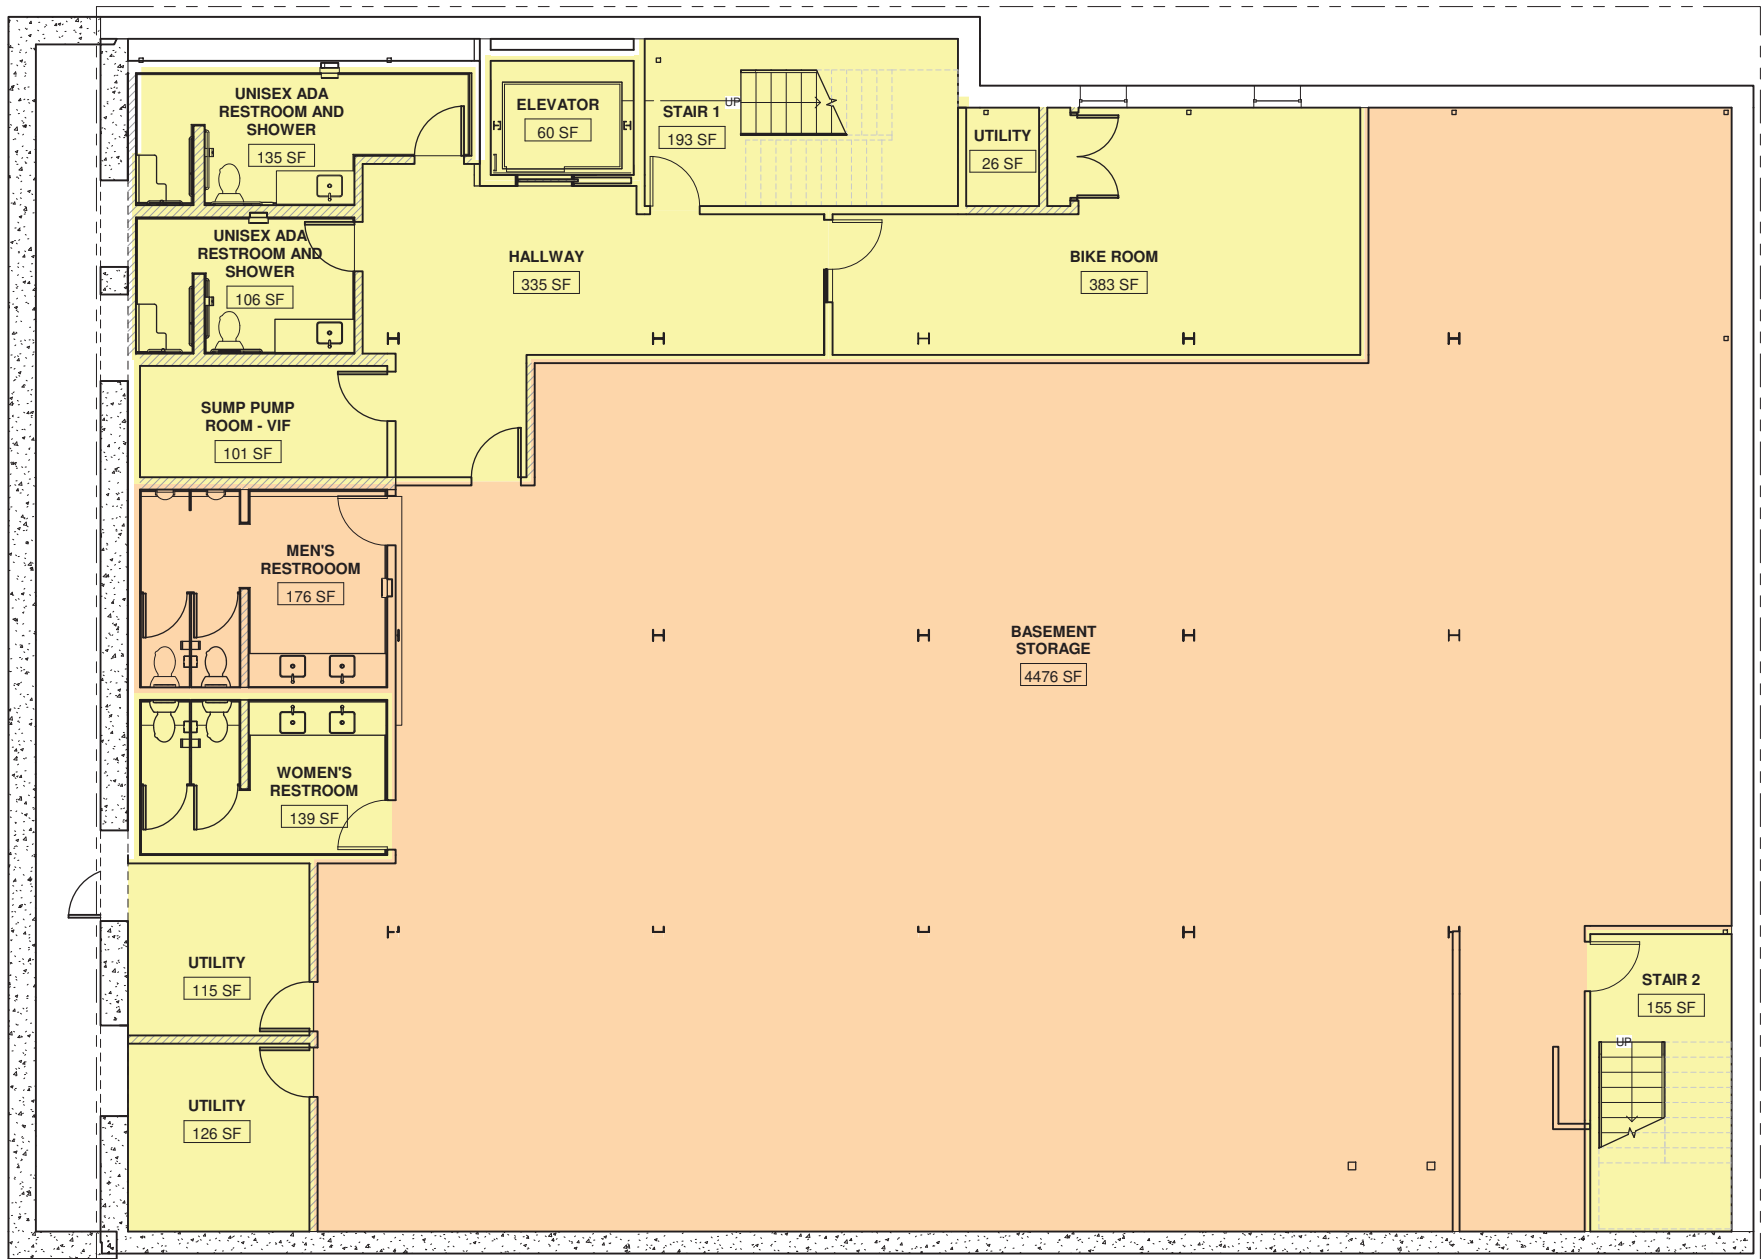 UNISEX ADA
RESTROOM AND
SHOWER
135 SF
ELEVATOR
60 SF
STAIR 1
193 SF
UP
UTILITY
26 SF
UNISEX ADA
RESTROOM AND
SHOWER
106 SF
HALLWAY
335 SF
BIKE ROOM
383 SF
SUMP PUMP
ROOM - VIF
101 SF
MEN'S
RESTROOOM
176 SF
BASEMENT
STORAGE
4476 SF
WOMEN'S
RESTROOM
139 SF
UTILITY
115 SF
STAIR 2
155 SF
UP
UTILITY
126 SF